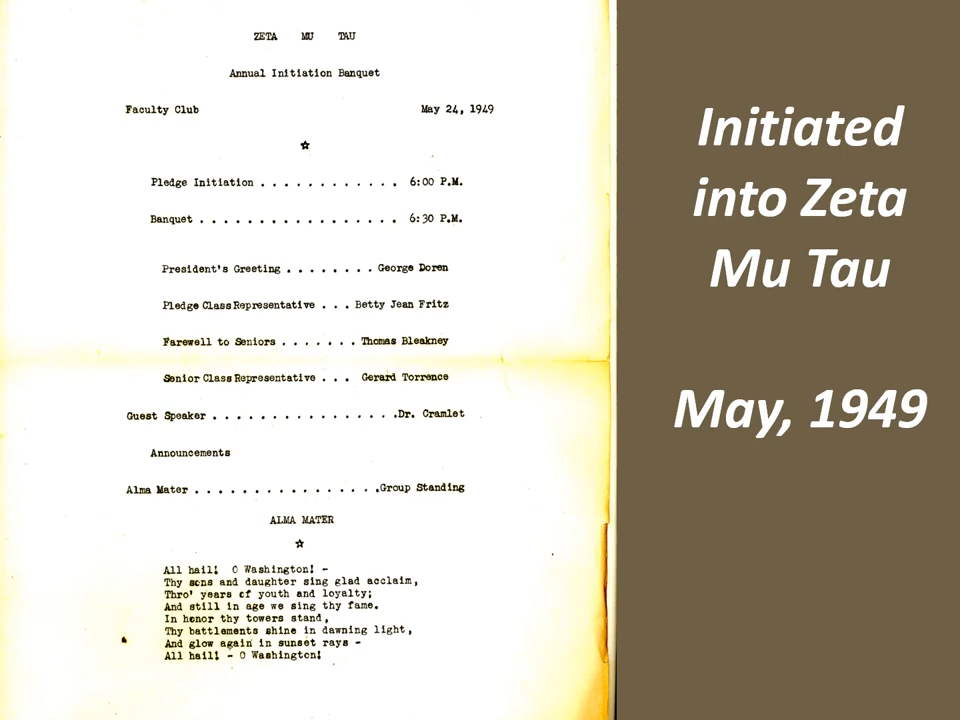 ZETA MU TAU
Annual Initiation Banquet
Faculty Club May 24, 1949
Pledge Initiation . . . . . . . . . . . . 6:00 P.M.
Banquet . . . . . . . . . . . . . . . . . 6:30 P.M.
President's Greeting . . . . . . . . George Doren
Pledge Class Representative . . . Betty Jean Fritz
Farewell to Seniors . . . . . . . Thomas Bleakney
Senior Class Representative . . . Gerard Torrence
Guest Speaker . . . . . . . . . . . . . . . .Dr. Cramlet
Announcements
Alma Mater . . . . . . . . . . . . . . . .Group Standing
ALMA MATER
All hail! O Washington! -
Thy sons and daughter sing glad acclaim,
Thro' years of youth and loyalty;
And still in age we sing thy fame.
In honor thy towers stand,
Thy battlements shine in dawning light,
And glow again in sunset rays -
All hail! - O Washington!
Initiated
into Zeta
Mu Tau
May, 1949